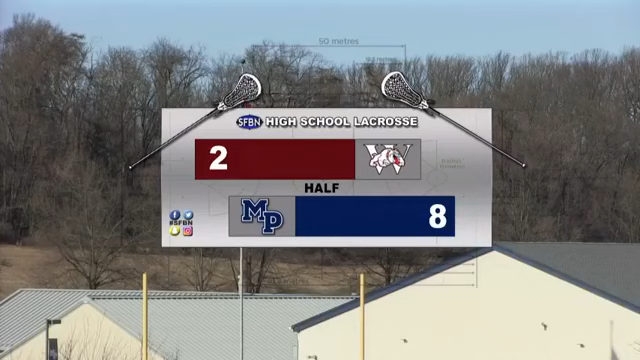 50 metres
SFBN HIGH SCHOOL LACROSSE
2 W
HALF
MP 8
#SFBN